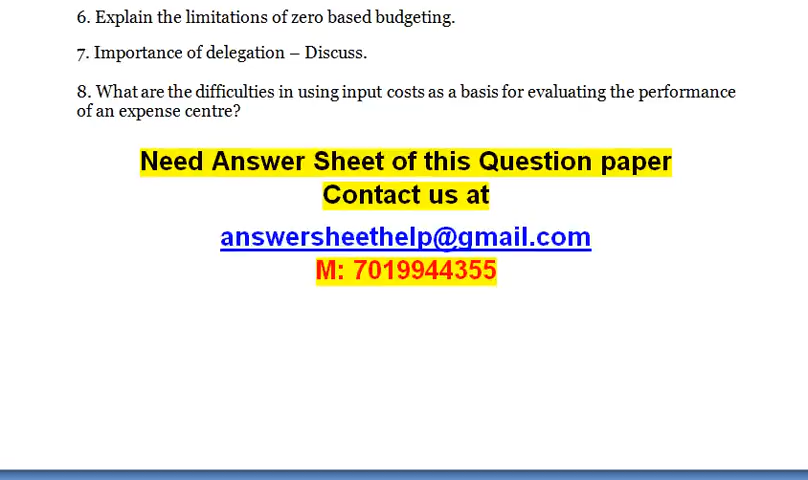 6. Explain the limitations of zero based budgeting.
7. Importance of delegation – Discuss.
8. What are the difficulties in using input costs as a basis for evaluating the performance
of an expense centre?
Need Answer Sheet of this Question paper
Contact us at
answersheethelp@gmail.com
M: 7019944355